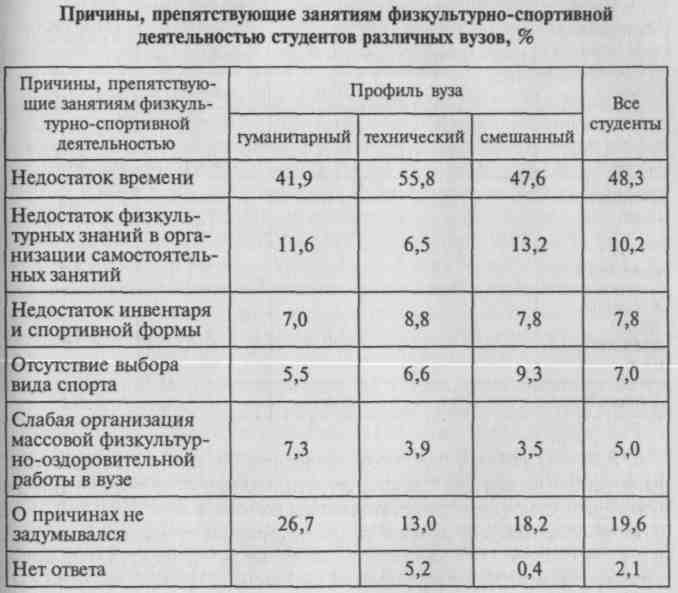 Причины, препятствующие занятиям физкультурно-спортивной
деятельностью студентов различных вузов, %
Причины, препятствую-
щие занятиям физкуль-
турно-спортивной
деятельностью
Профиль вуза
Все
студенты
гуманитарный технический смешанный
Недостаток времени 41,9 55,8 47,6 48,3
Недостаток физкуль-
турных знаний в орга-
низации самостоятель-
ных занятий
11,6 6,5 13,2 10,2
Недостаток инвентаря
и спортивной формы
7,0 8,8 7,8 7,8
Отсутствие выбора
вида спорта
5,5 6,6 9,3 7,0
Слабая организация
массовой физкультур-
но-оздоровительной
работы в вузе
7,3 3,9 3,5 5,0
О причинах не
задумывался
26,7 13,0 18,2 19,6
Нет ответа 5,2 0,4 2,1